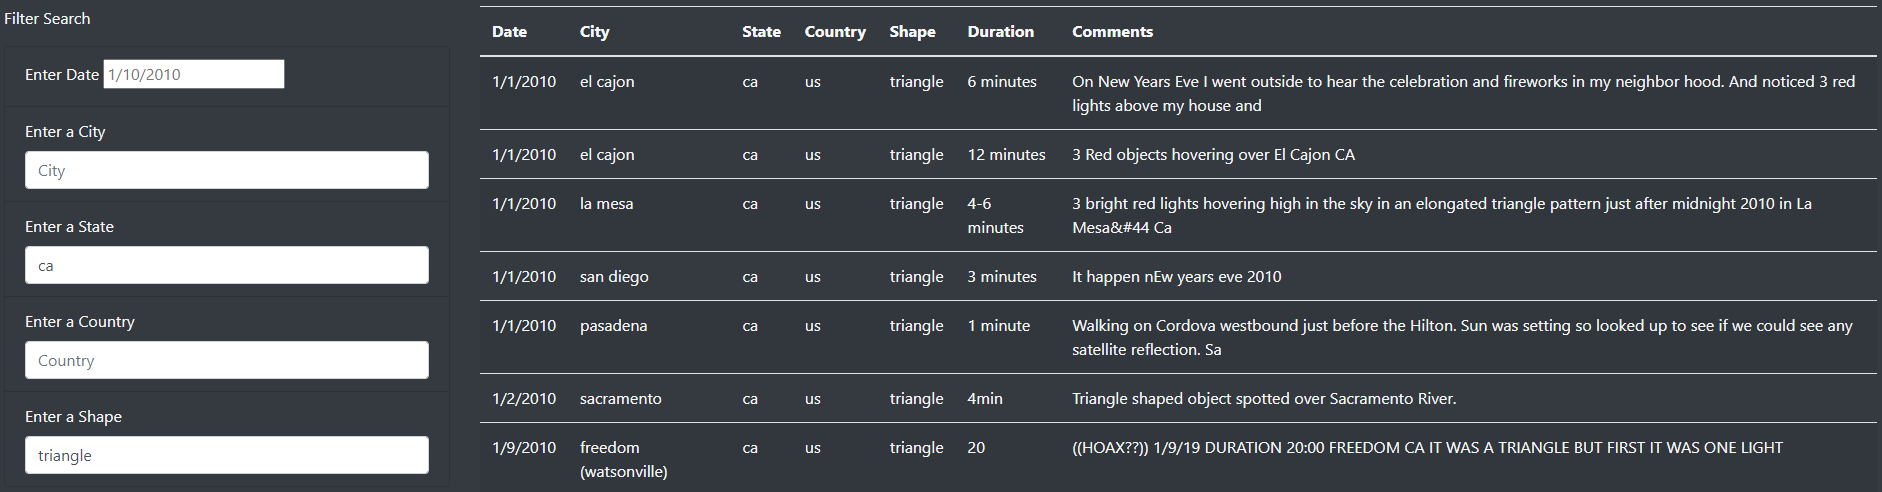 Filter Search
Enter Date 1/10/2010
Enter a City
City
Enter a State
ca
Enter a Country
Country
Enter a Shape
triangle
Date City State Country Shape Duration Comments
1/1/2010 el cajon ca us triangle 6 minutes On New Years Eve I went outside to hear the celebration and fireworks in my neighbor hood. And noticed 3 red
lights above my house and
1/1/2010 el cajon ca us triangle 12 minutes 3 Red objects hovering over El Cajon CA
1/1/2010 la mesa ca us triangle 4-6 3 bright red lights hovering high in the sky in an elongated triangle pattern just after midnight 2010 in La
minutes Mesa&#44 Ca
1/1/2010 san diego ca us triangle 3 minutes It happen nEw years eve 2010
1/1/2010 pasadena ca us triangle 1 minute Walking on Cordova westbound just before the Hilton. Sun was setting so looked up to see if we could see any
satellite reflection. Sa
1/2/2010 sacramento ca us triangle 4min Triangle shaped object spotted over Sacramento River.
1/9/2010 freedom ca us triangle 20 ((HOAX??)) 1/9/19 DURATION 20:00 FREEDOM CA IT WAS A TRIANGLE BUT FIRST IT WAS ONE LIGHT
(watsonville)